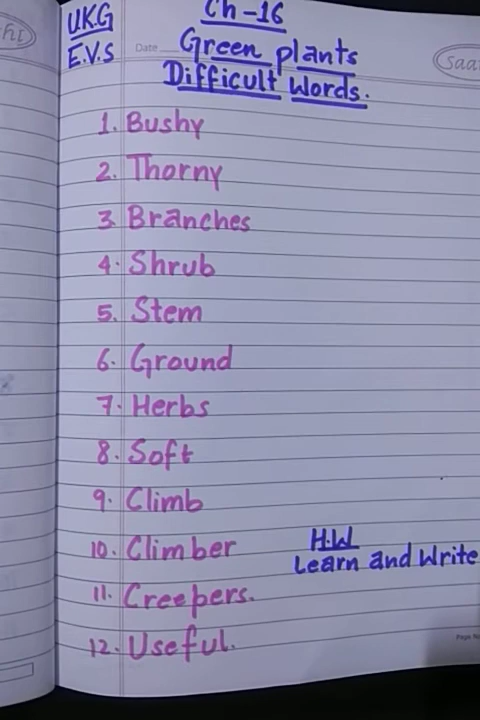 U.K.G
E.V.S
Ch-16
Date
Green plants
Difficult Words.
1. Bushy
2. Thorny
3 Branches
4. Shrub
5. Stem
6. Ground
7. Herbs
8. Soft
9. Climb
10. Climber
11. Creepers.
12. Useful.
H.W
Learn and Write